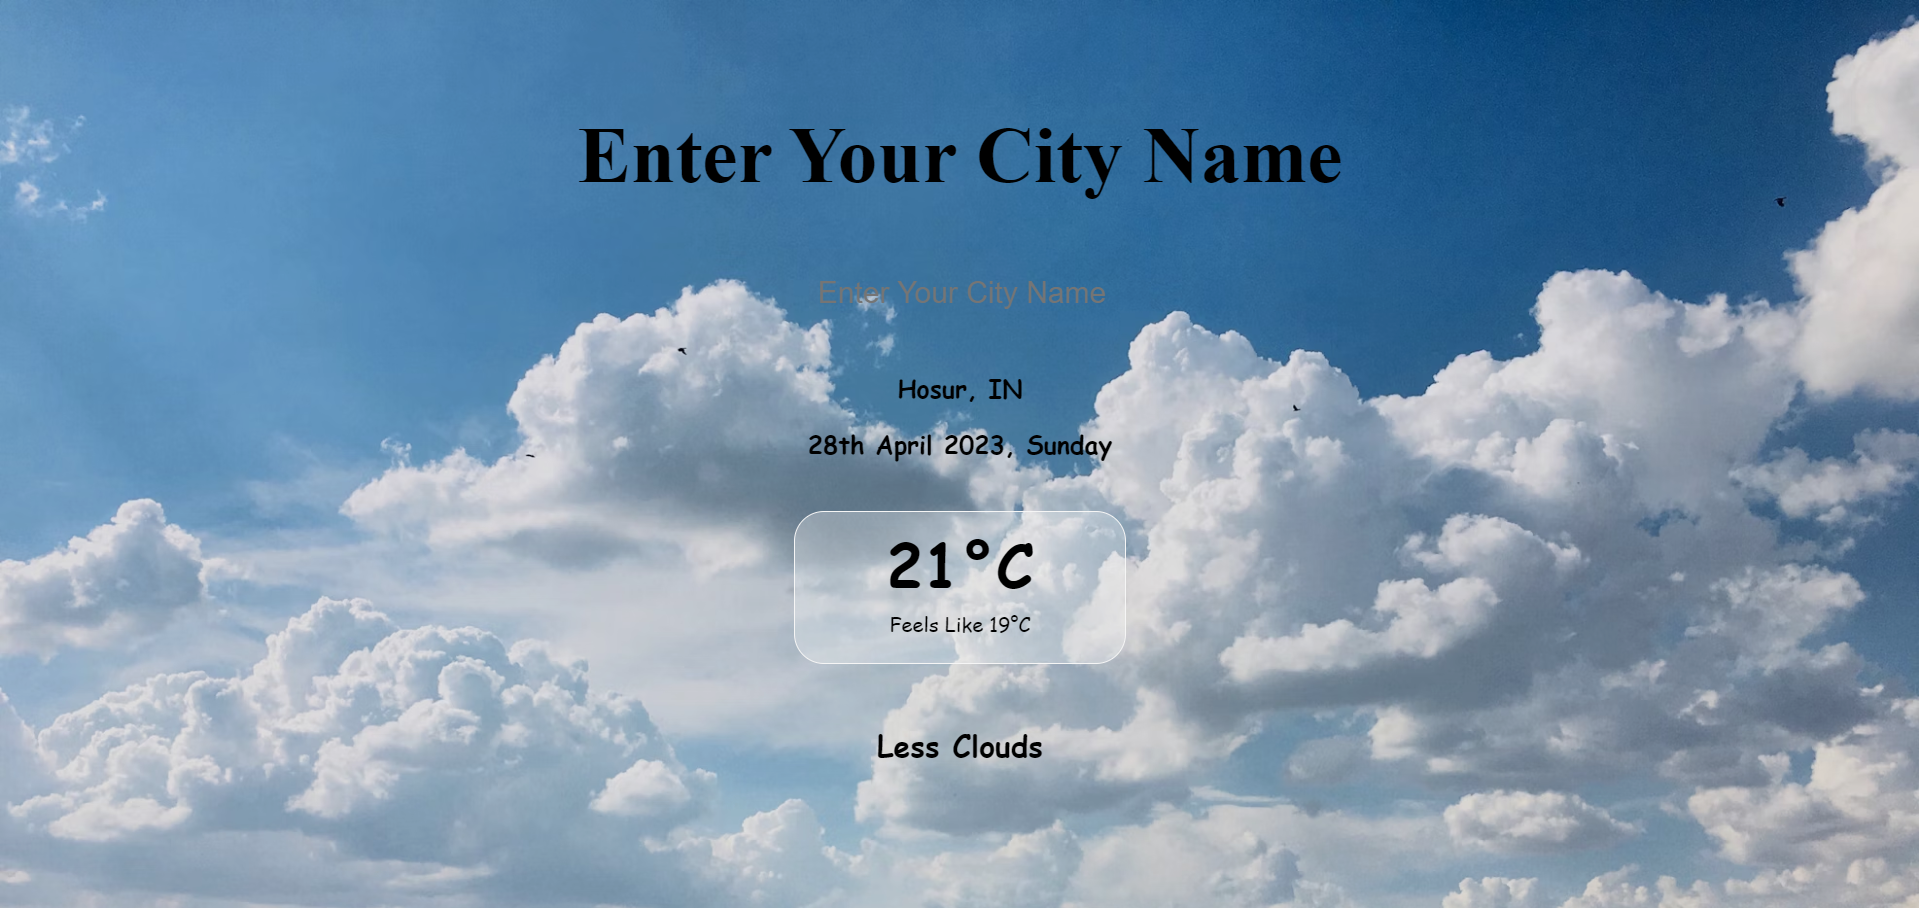 Enter Your City Name
Enter Your City Name
Hosur, IN
28th April 2023, Sunday
21°C
Feels Like 19°C
Less Clouds